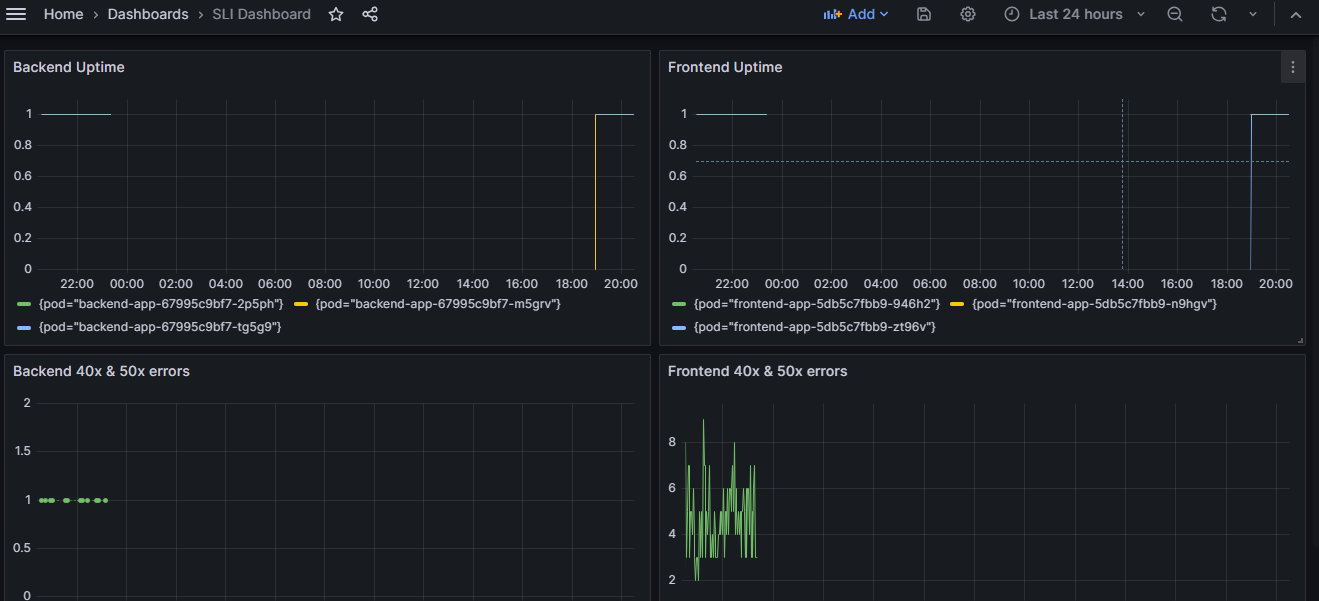 Home › Dashboards › SLI Dashboard Add Last 24 hours
Backend Uptime
1
0.8
0.6
0.4
0.2
0
22:00 00:00 02:00 04:00 06:00 08:00 10:00 12:00 14:00 16:00 18:00 20:00
{pod="backend-app-67995c9bf7-2p5ph"} {pod="backend-app-67995c9bf7-m5grv"}
{pod="backend-app-67995c9bf7-tg5g9"}
Frontend Uptime
1
0.8
0.6
0.4
0.2
0
22:00 00:00 02:00 04:00 06:00 08:00 10:00 12:00 14:00 16:00 18:00 20:00
{pod="frontend-app-5db5c7fbb9-946h2"} {pod="frontend-app-5db5c7fbb9-n9hgv"}
{pod="frontend-app-5db5c7fbb9-zt96v"}
Backend 40x & 50x errors
2
1.5
1
0.5
0
Frontend 40x & 50x errors
8
6
4
2